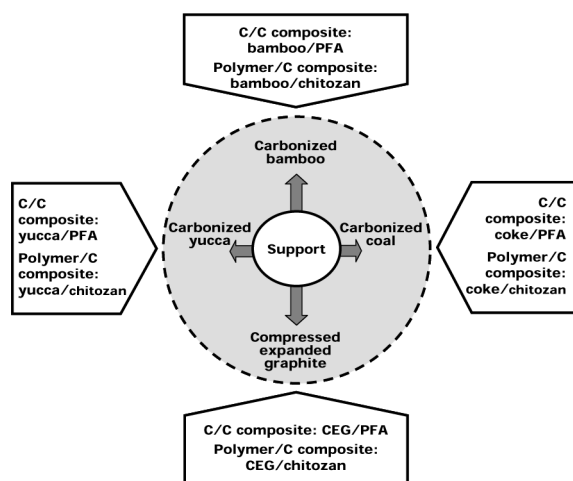 C/C composite:
bamboo/PFA
Polymer/C composite:
bamboo/chitozan
Carbonized
bamboo
C/C
composite:
yucca/PFA
Polymer/C
composite:
yucca/chitozan
Carbonized
yucca
Support
Carbonized
coal
C/C
composite:
coke/PFA
Polymer/C
composite:
coke/chitozan
Compressed
expanded
graphite
C/C composite: CEG/PFA
Polymer/C composite:
CEG/chitozan